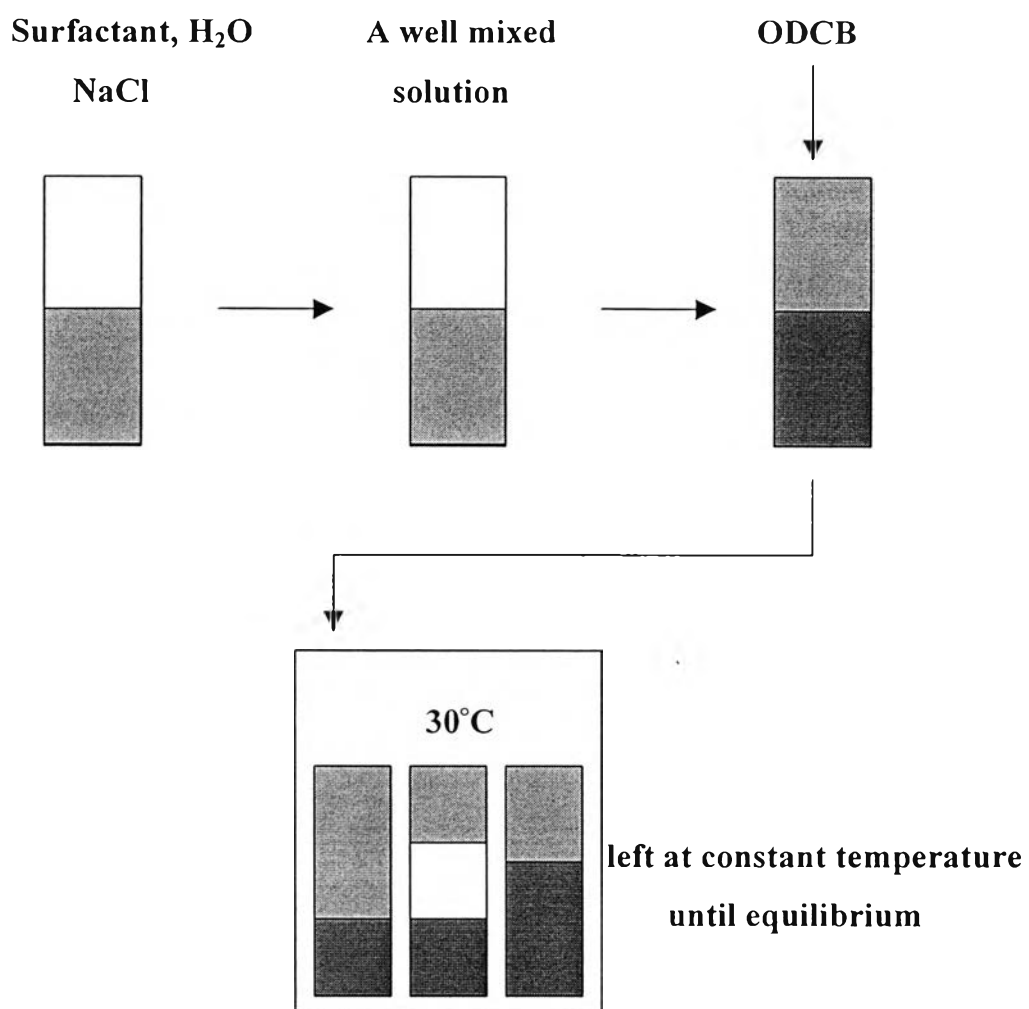 Surfactant, H₂O
NaCl
A well mixed
solution
ODCB
30°C
left at constant temperature
until equilibrium